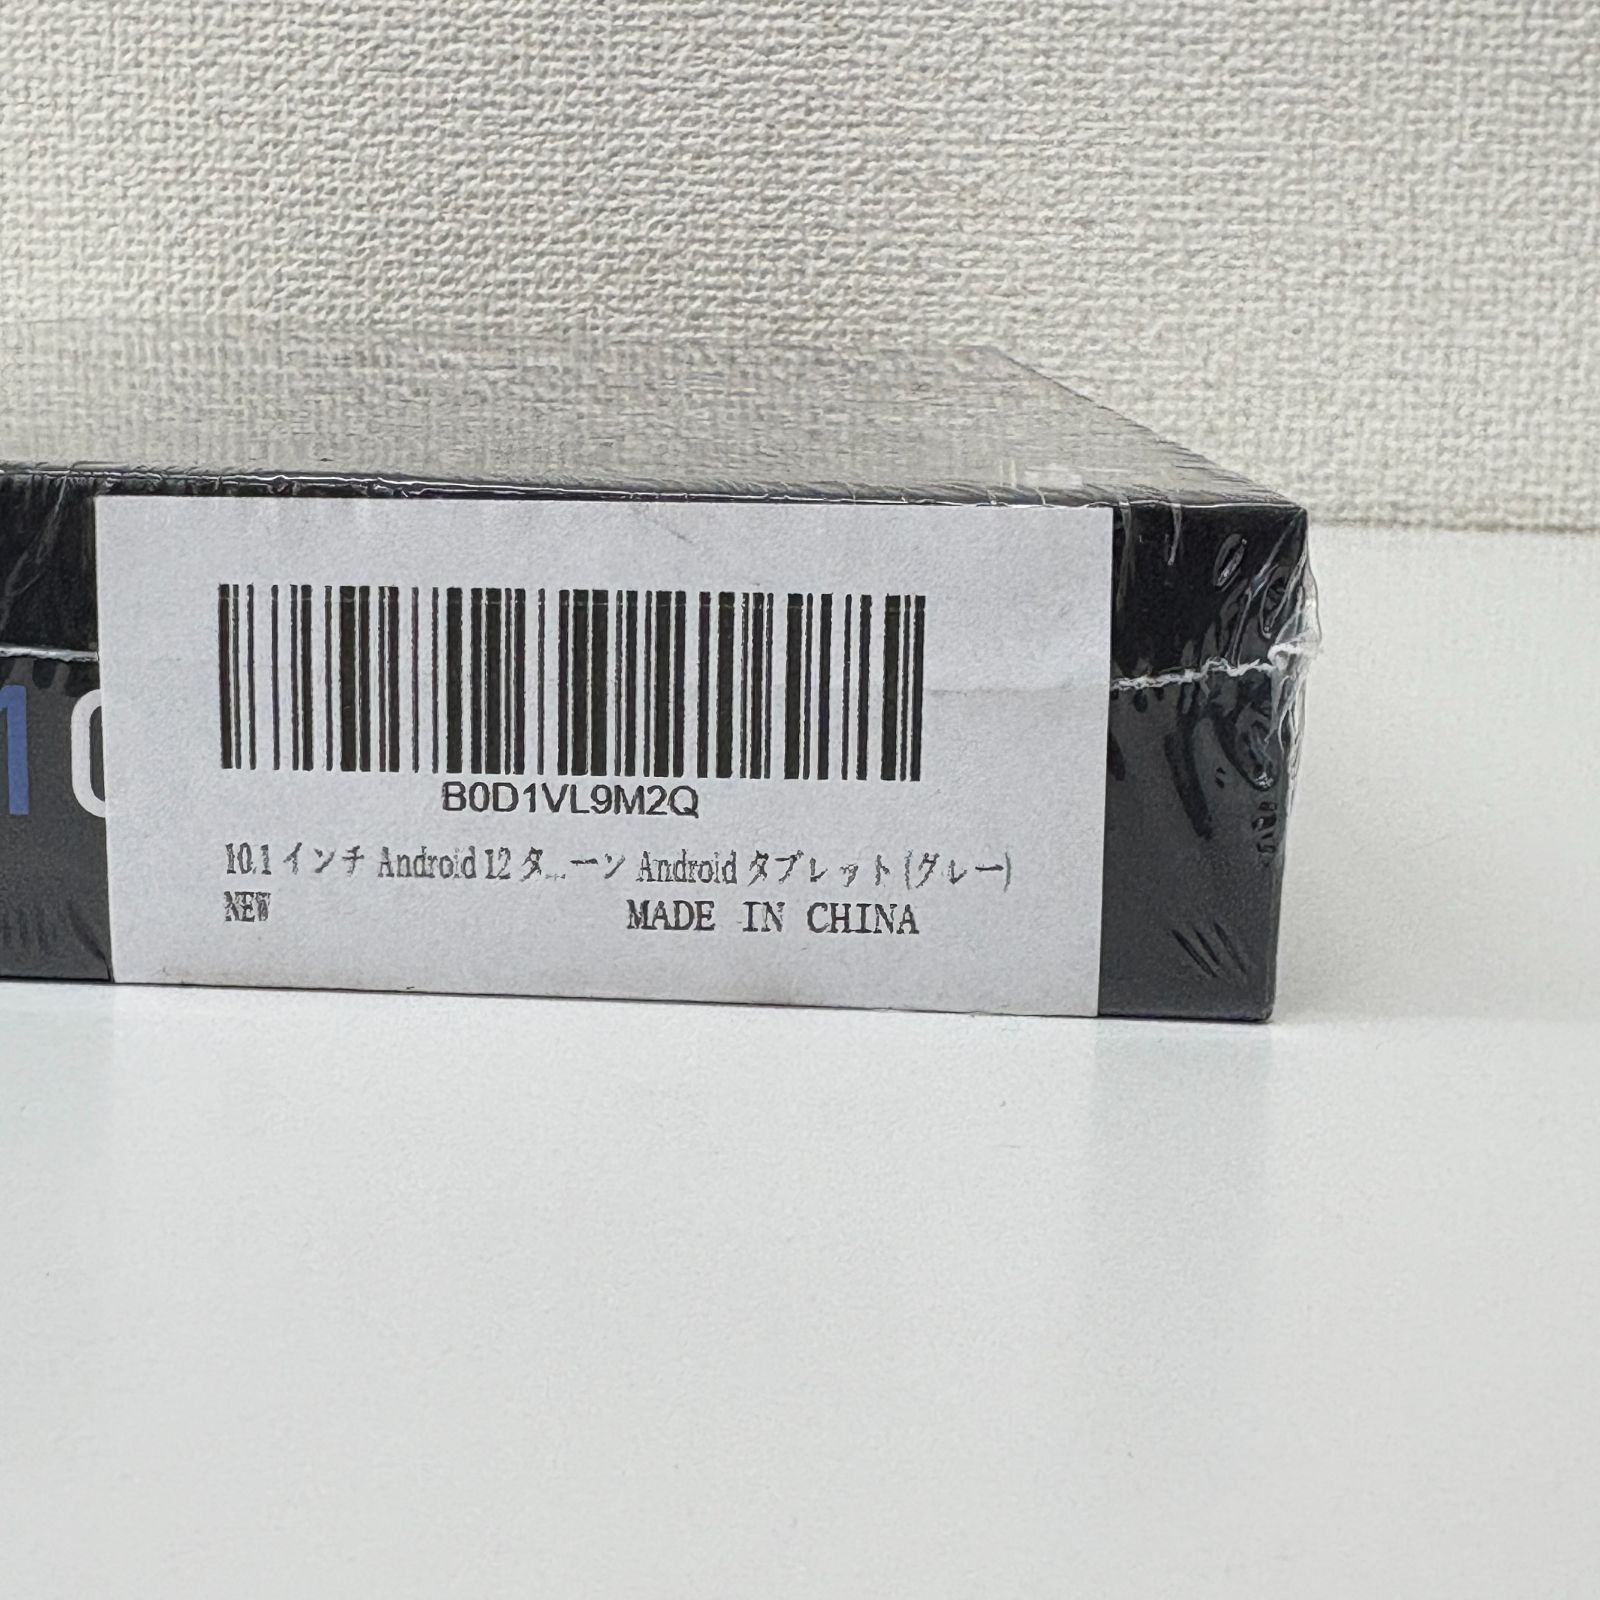 10
B0D1VL9M2Q
10.1 インチ Android 12 タ...ーン Android タブレット (グレー)
NEW MADE IN CHINA